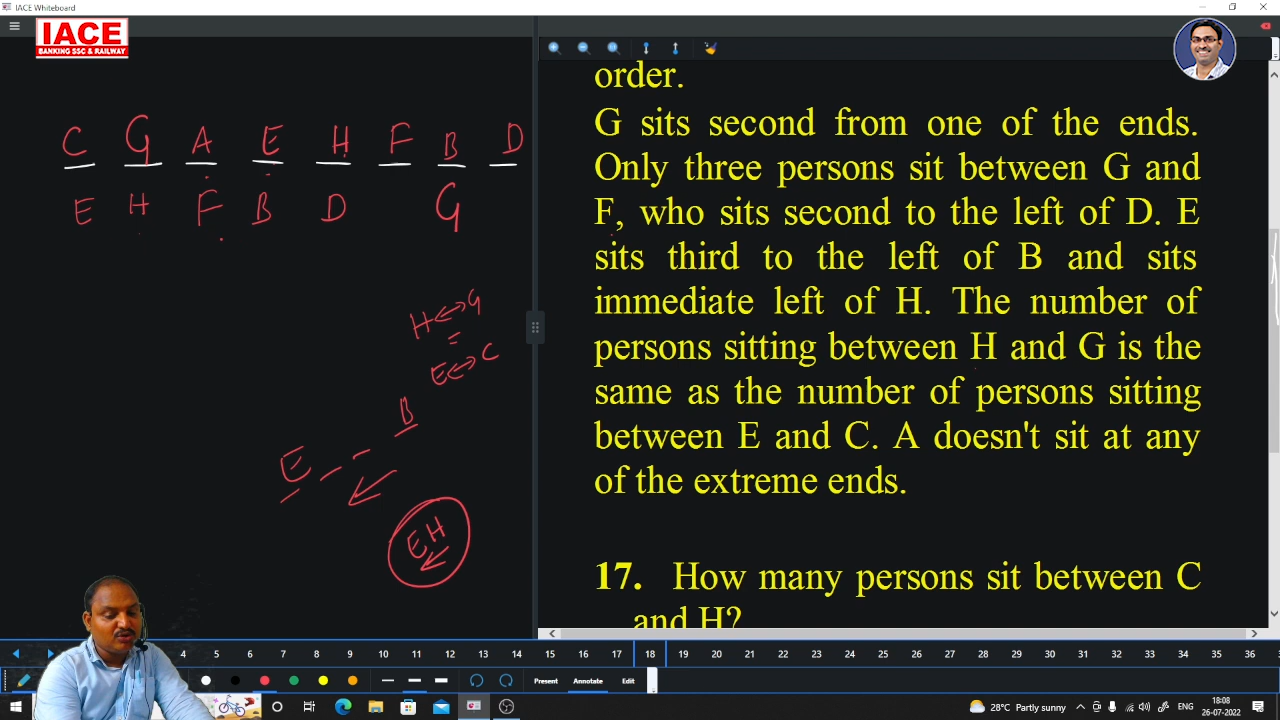 IACE Whiteboard
IACE
BANKING SSC & RAILWAY
C G A E H F B D
E H F B D G
H↔G
=
E↔C
B
E - -
EH
order.
G sits second from one of the ends.
Only three persons sit between G and
F, who sits second to the left of D. E
sits third to the left of B and sits
immediate left of H. The number of
persons sitting between H and G is the
same as the number of persons sitting
between E and C. A doesn't sit at any
of the extreme ends.
17. How many persons sit between C
and H?
4 5 6 7 8 9 10 11 12 13 14 15 16 17 18 19 20 21 22 23 24 25 26 27 28 29 30 31 32 33 34 35 36
Present Annotate Edit
28°C Partly sunny ENG 18:08
26-07-2022